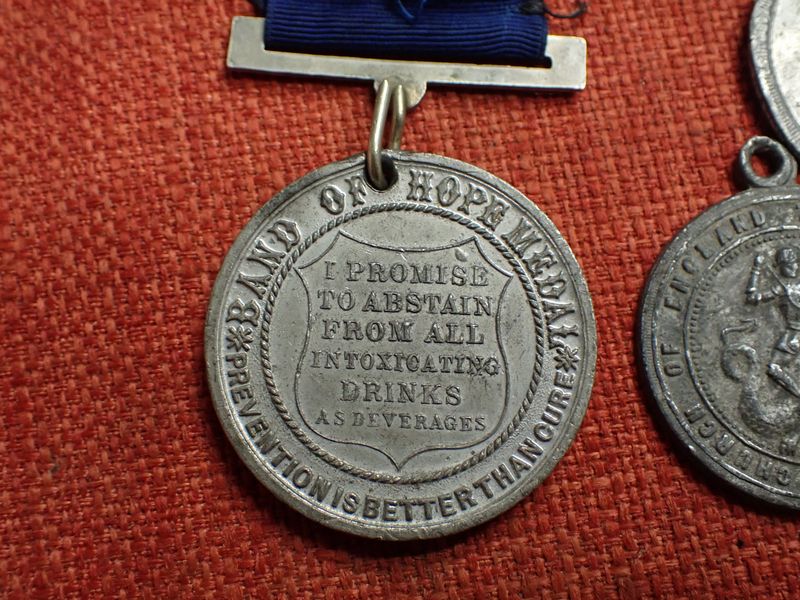 BAND OF HOPE MEDAL
I PROMISE
TO ABSTAIN
FROM ALL
INTOXICATING
DRINKS
AS BEVERAGES
PREVENTION IS BETTER THAN CURE
CHURCH OF ENGLAND